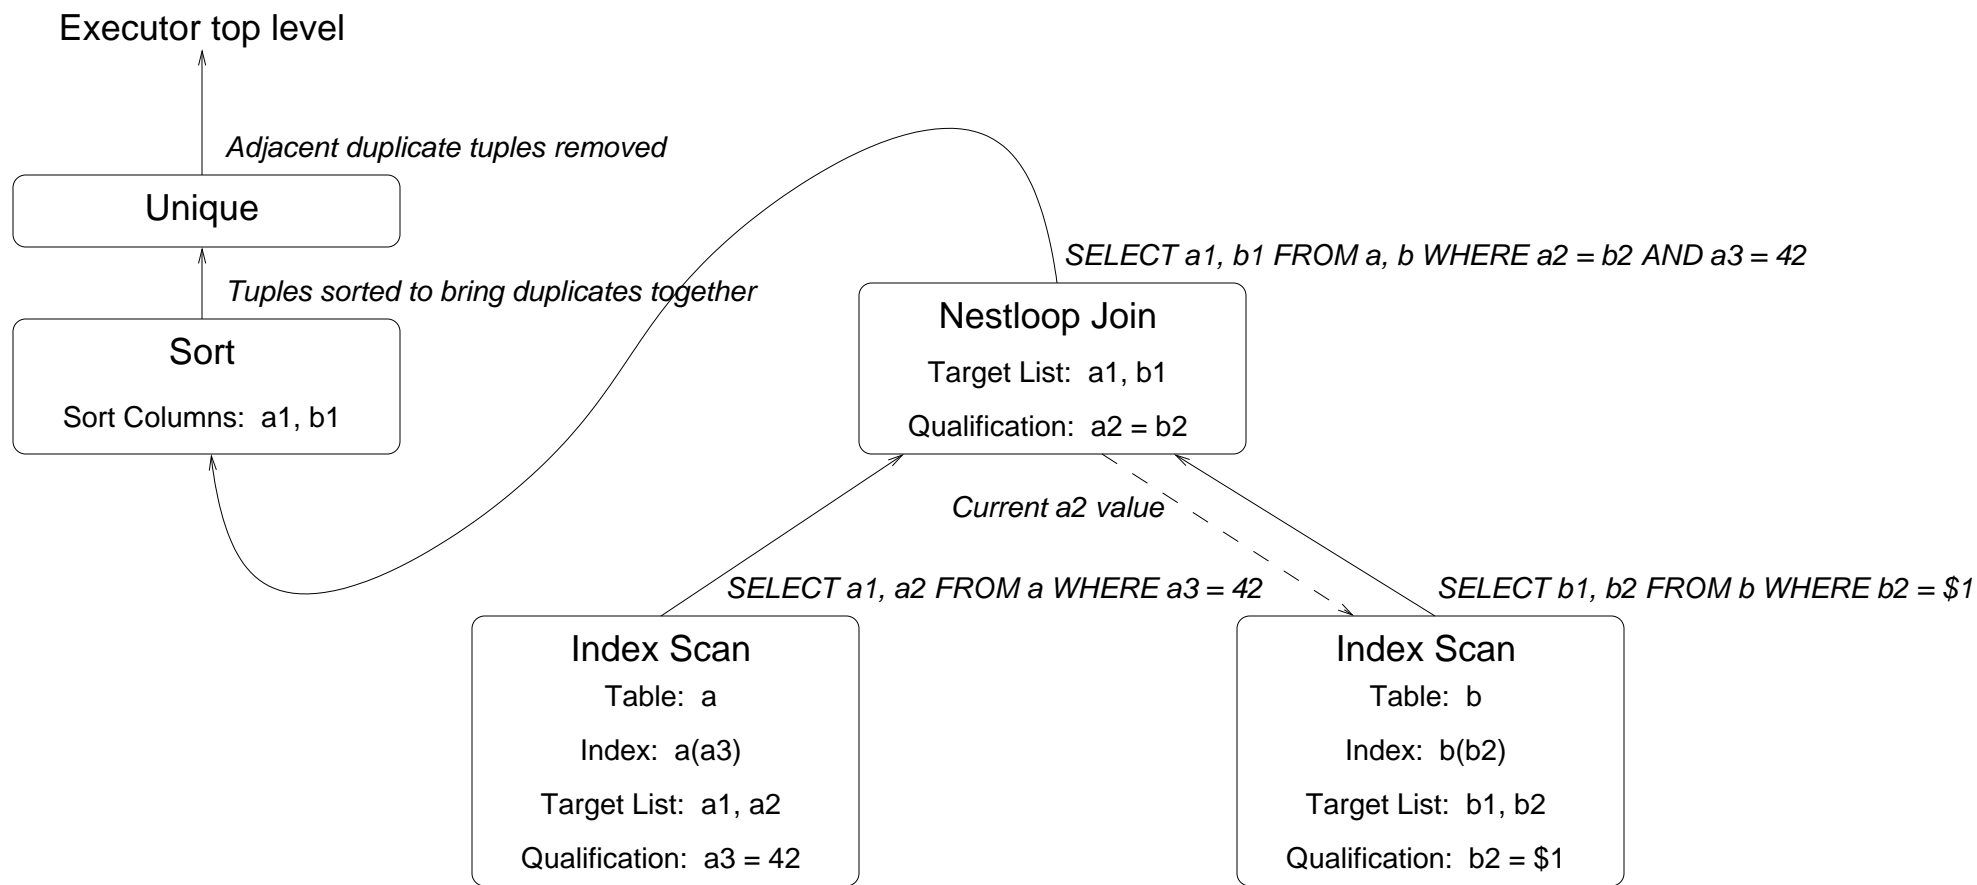 Executor top level
Adjacent duplicate tuples removed
Unique
Tuples sorted to bring duplicates together
Sort
Sort Columns: a1, b1
SELECT a1, b1 FROM a, b WHERE a2 = b2 AND a3 = 42
Nestloop Join
Target List: a1, b1
Qualification: a2 = b2
Current a2 value
SELECT a1, a2 FROM a WHERE a3 = 42
Index Scan
Table: a
Index: a(a3)
Target List: a1, a2
Qualification: a3 = 42
SELECT b1, b2 FROM b WHERE b2 = $1
Index Scan
Table: b
Index: b(b2)
Target List: b1, b2
Qualification: b2 = $1